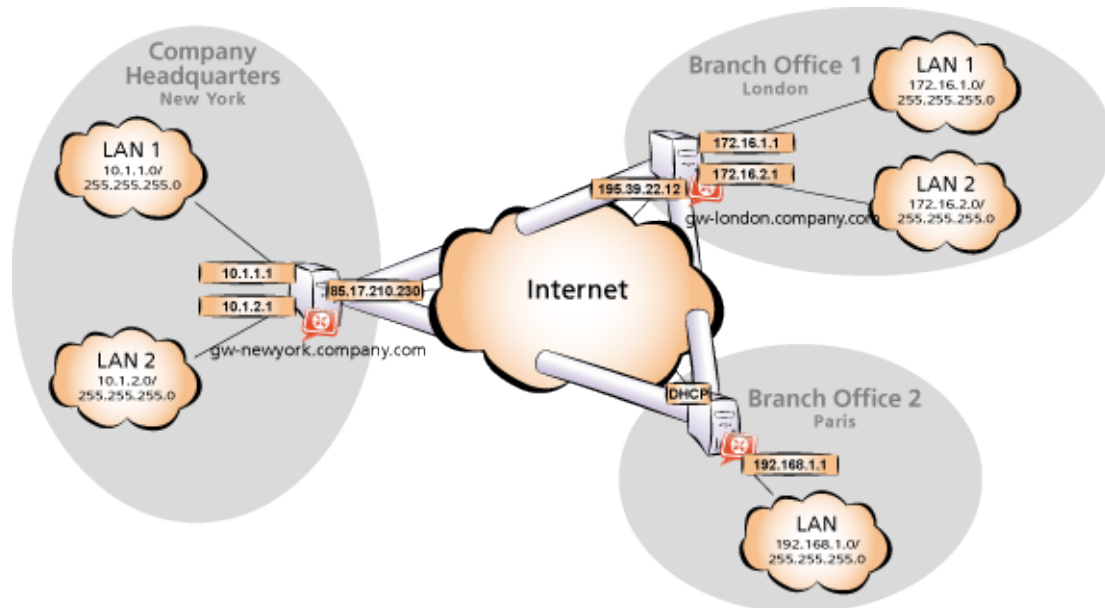 Company
Headquarters
New York
LAN 1
10.1.1.0/
255.255.255.0
10.1.1.1
10.1.2.1
85.17.210.230
gw-newyork.company.com
LAN 2
10.1.2.0/
255.255.255.0
Internet
Branch Office 1
London
LAN 1
172.16.1.0/
255.255.255.0
172.16.1.1
172.16.2.1
195.39.22.12
gw-london.company.com
LAN 2
172.16.2.0/
255.255.255.0
DHCP
Branch Office 2
Paris
192.168.1.1
LAN
192.168.1.0/
255.255.255.0